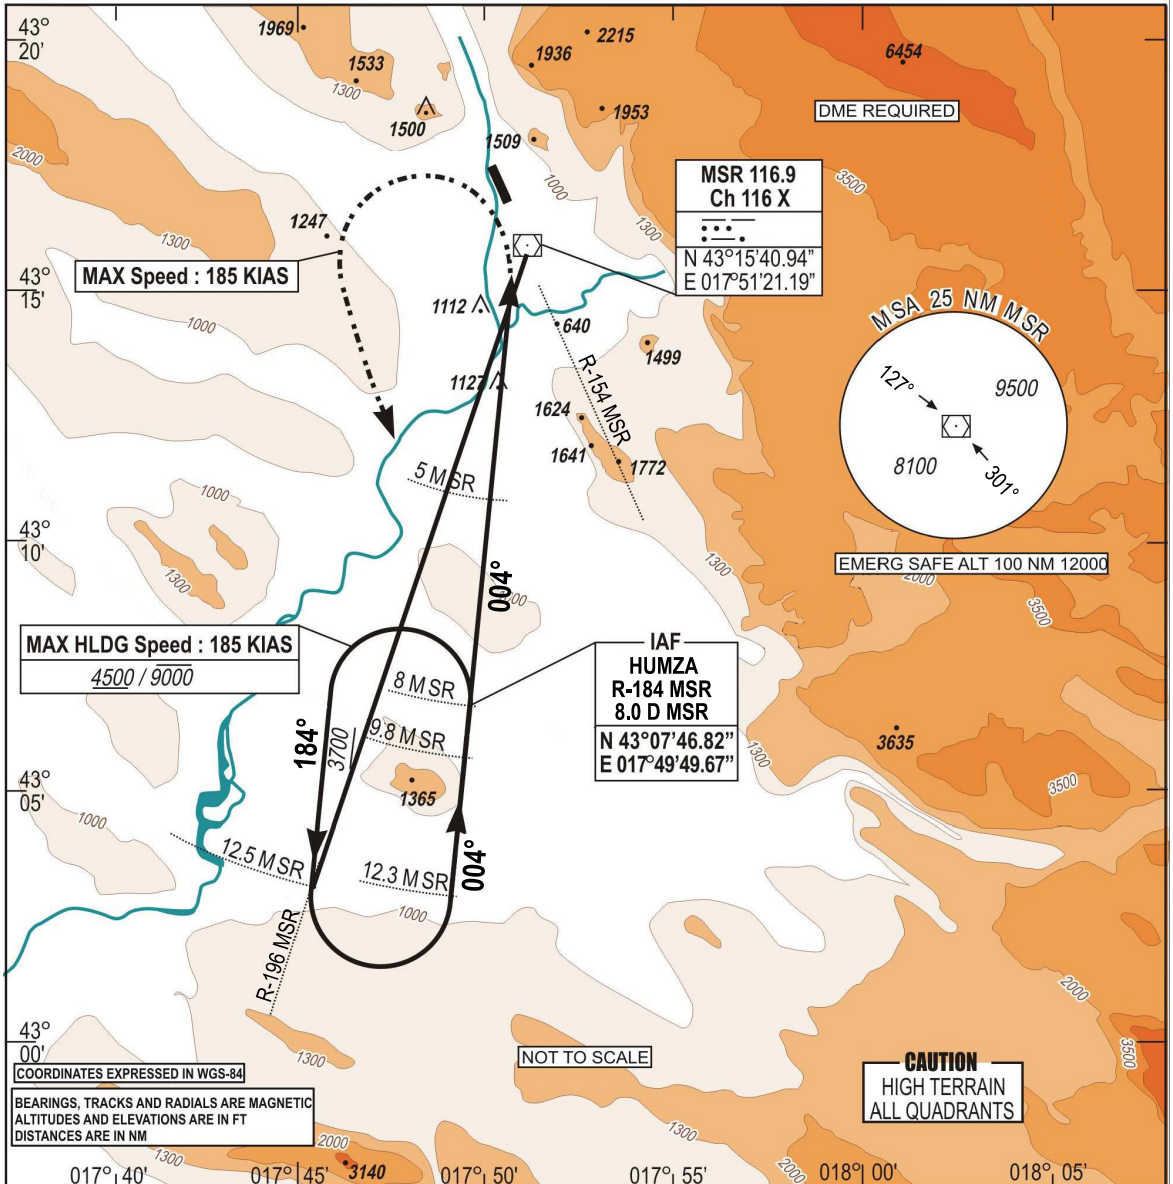 43°
20'
1969
1533
1300
1500
1936
2215
1953
1509
1000
6454
DME REQUIRED
3500
2000
1247
1300
MSR 116.9
Ch 116 X
N 43°15'40.94"
E 017°51'21.19"
1300
MAX Speed : 185 KIAS
43°
15'
1000
1112
640
1499
R-154 MSR
1127
1624
1641
1772
MSA 25 NM MSR
127°
9500
8100
301°
5 MSR
1000
43°
10'
1300
004°
1300
EMERG SAFE ALT 100 NM 12000
2000
3500
MAX HLDG Speed : 185 KIAS
4500 / 9000
IAF
HUMZA
R-184 MSR
8.0 D MSR
N 43°07'46.82"
E 017°49'49.67"
8 MSR
9.8 MSR
184°
3700
1365
1300
3635
3500
43°
05'
1000
12.5 MSR
12.3 MSR
004°
1000
R-196 MSR
2000
3500
43°
00'
1300
NOT TO SCALE
CAUTION
HIGH TERRAIN
ALL QUADRANTS
COORDINATES EXPRESSED IN WGS-84
BEARINGS, TRACKS AND RADIALS ARE MAGNETIC
ALTITUDES AND ELEVATIONS ARE IN FT
DISTANCES ARE IN NM
1300
2000
3140
1300
2000
017° 40'
017° 45'
017° 50'
017° 55'
018° 00'
018° 05'